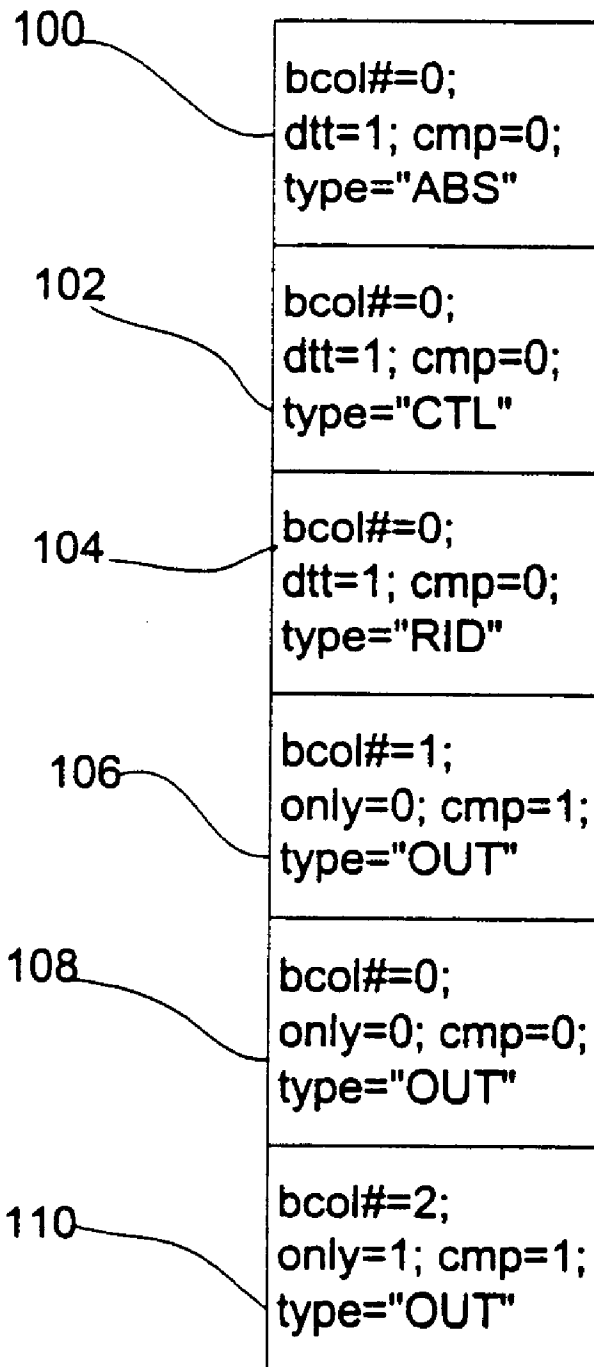 100
bcol#=0;
dtt=1; cmp=0;
type="ABS"
102
bcol#=0;
dtt=1; cmp=0;
type="CTL"
104
bcol#=0;
dtt=1; cmp=0;
type="RID"
106
bcol#=1;
only=0; cmp=1;
type="OUT"
108
bcol#=0;
only=0; cmp=0;
type="OUT"
110
bcol#=2;
only=1; cmp=1;
type="OUT"